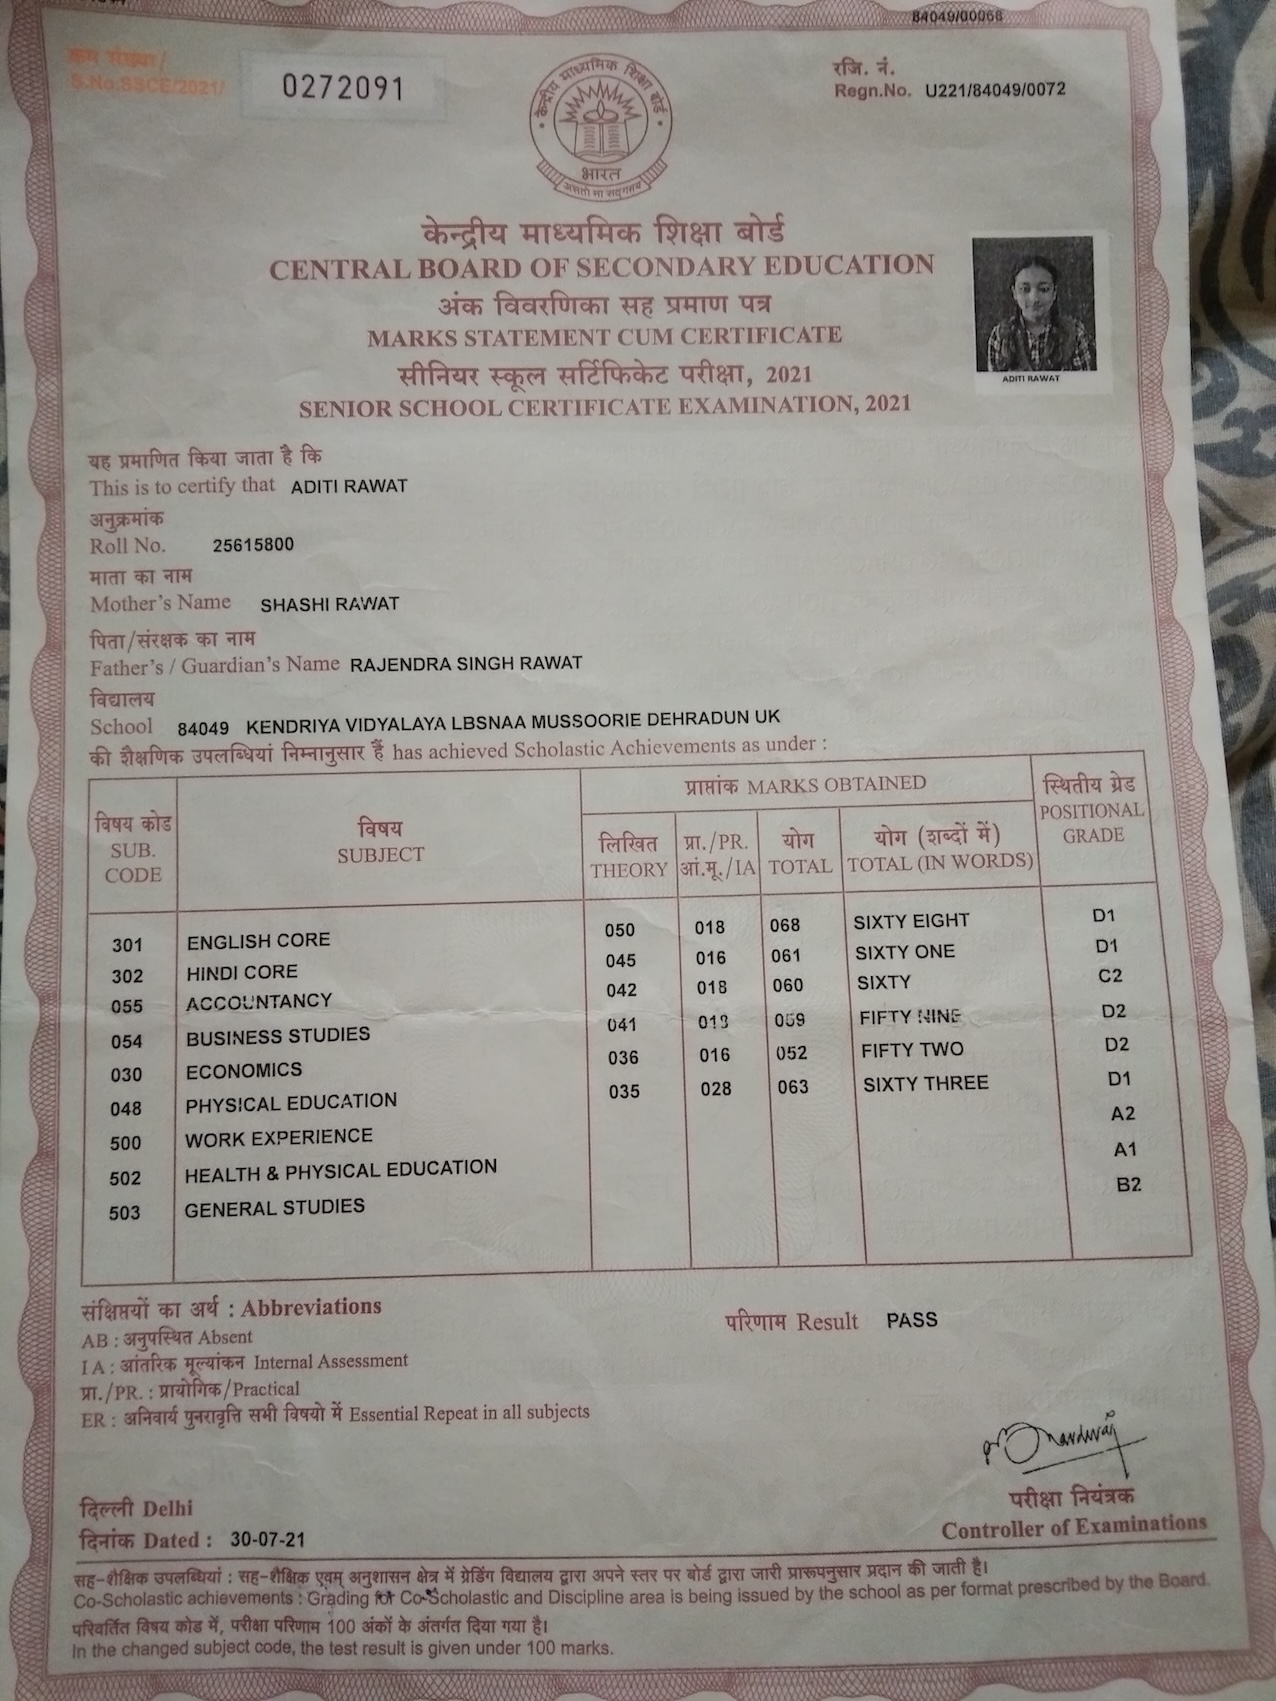 84049/00068
क्रम संख्या/
S.No.SSCE/2021/ 0272091
रजि. नं.
Regn.No. U221/84049/0072
केन्द्रीय माध्यमिक शिक्षा बोर्ड
भारत
असतो मा सद्गमय
केन्द्रीय माध्यमिक शिक्षा बोर्ड
CENTRAL BOARD OF SECONDARY EDUCATION
अंक विवरणिका सह प्रमाण पत्र
MARKS STATEMENT CUM CERTIFICATE
सीनियर स्कूल सर्टिफिकेट परीक्षा, 2021
SENIOR SCHOOL CERTIFICATE EXAMINATION, 2021
ADITI RAWAT
यह प्रमाणित किया जाता है कि
This is to certify that ADITI RAWAT
अनुक्रमांक
Roll No. 25615800
माता का नाम
Mother's Name SHASHI RAWAT
पिता/संरक्षक का नाम
Father's / Guardian's Name RAJENDRA SINGH RAWAT
विद्यालय
School 84049 KENDRIYA VIDYALAYA LBSNAA MUSSOORIE DEHRADUN UK
की शैक्षणिक उपलब्धियां निम्नानुसार हैं has achieved Scholastic Achievements as under :
विषय कोड
SUB.
CODE
विषय
SUBJECT
प्राप्तांक MARKS OBTAINED
लिखित
THEORY
प्रा./PR.
आं.मू./IA
योग
TOTAL
योग (शब्दों में)
TOTAL (IN WORDS)
स्थितीय ग्रेड
POSITIONAL
GRADE
301 ENGLISH CORE 050 018 068 SIXTY EIGHT D1
302 HINDI CORE 045 016 061 SIXTY ONE D1
055 ACCOUNTANCY 042 018 060 SIXTY C2
054 BUSINESS STUDIES 041 018 059 FIFTY NINE D2
030 ECONOMICS 036 016 052 FIFTY TWO D2
048 PHYSICAL EDUCATION 035 028 063 SIXTY THREE D1
500 WORK EXPERIENCE A2
502 HEALTH & PHYSICAL EDUCATION A1
503 GENERAL STUDIES B2
संक्षिप्तियों का अर्थ : Abbreviations
AB : अनुपस्थित Absent
I A : आंतरिक मूल्यांकन Internal Assessment
प्रा./PR. : प्रायोगिक/Practical
ER : अनिवार्य पुनरावृत्ति सभी विषयो में Essential Repeat in all subjects
परिणाम Result PASS
दिल्ली Delhi
दिनांक Dated : 30-07-21
परीक्षा नियंत्रक
Controller of Examinations
सह-शैक्षिक उपलब्धियां : सह-शैक्षिक एवम् अनुशासन क्षेत्र में ग्रेडिंग विद्यालय द्वारा अपने स्तर पर बोर्ड द्वारा जारी प्रारूपनुसार प्रदान की जाती है।
Co-Scholastic achievements : Grading for Co-Scholastic and Discipline area is being issued by the school as per format prescribed by the Board.
परिवर्तित विषय कोड में, परीक्षा परिणाम 100 अंकों के अंतर्गत दिया गया है।
In the changed subject code, the test result is given under 100 marks.